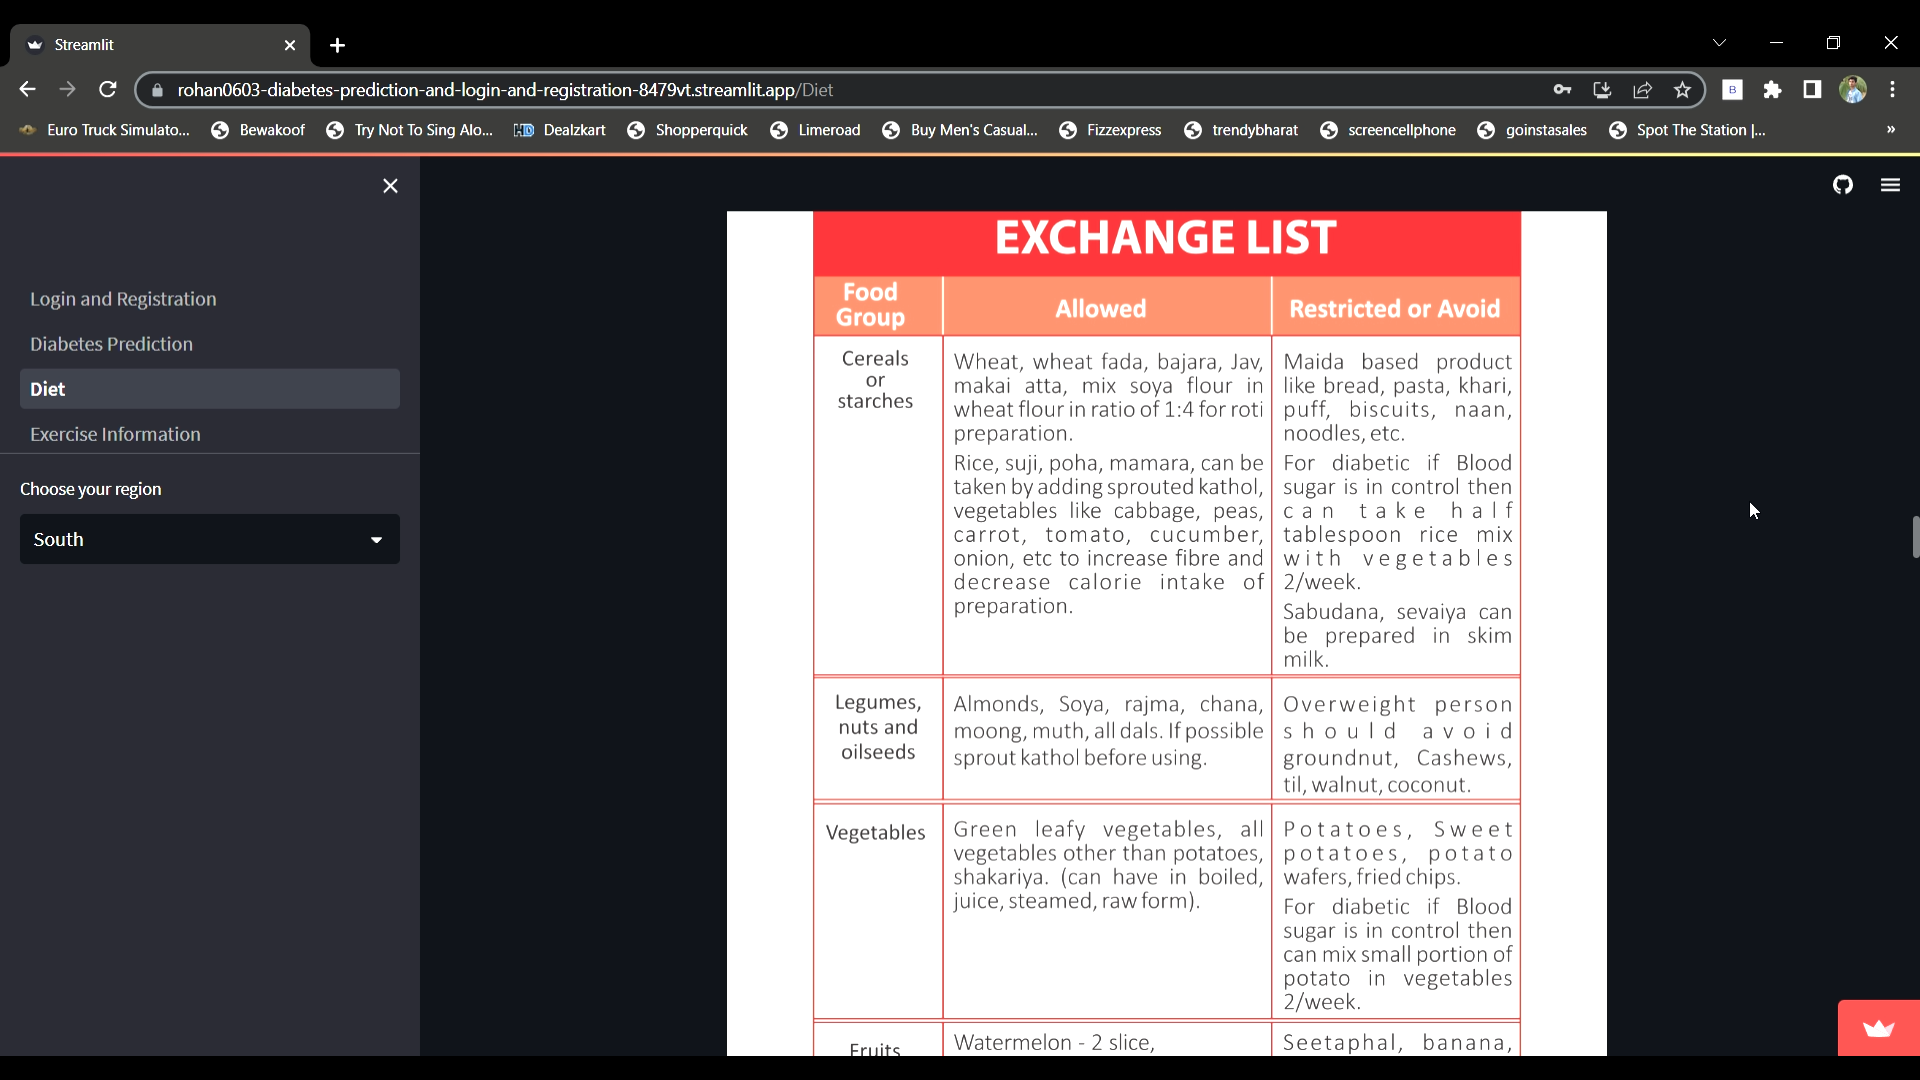 Streamlit
rohan0603-diabetes-prediction-and-login-and-registration-8479vt.streamlit.app/Diet
B
Euro Truck Simulato... Bewakoof Try Not To Sing Alo... HD Dealzkart Shopperquick Limeroad Buy Men's Casual... Fizzexpress trendybharat screencellphone goinstasales Spot The Station |... »
Login and Registration
Diabetes Prediction
Diet
Exercise Information
Choose your region
South
EXCHANGE LIST
Food
Group
Allowed
Restricted or Avoid
Cereals
or
starches
Wheat, wheat fada, bajara, Jav,
makai atta, mix soya flour in
wheat flour in ratio of 1:4 for roti
preparation.
Rice, suji, poha, mamara, can be
taken by adding sprouted kathol,
vegetables like cabbage, peas,
carrot, tomato, cucumber,
onion, etc to increase fibre and
decrease calorie intake of
preparation.
Maida based product
like bread, pasta, khari,
puff, biscuits, naan,
noodles, etc.
For diabetic if Blood
sugar is in control then
can take half
tablespoon rice mix
with vegetables
2/week.
Sabudana, sevaiya can
be prepared in skim
milk.
Legumes,
nuts and
oilseeds
Almonds, Soya, rajma, chana,
moong, muth, all dals. If possible
sprout kathol before using.
Overweight person
should avoid
groundnut, Cashews,
til, walnut, coconut.
Vegetables
Green leafy vegetables, all
vegetables other than potatoes,
shakariya. (can have in boiled,
juice, steamed, raw form).
Potatoes, Sweet
potatoes, potato
wafers, fried chips.
For diabetic if Blood
sugar is in control then
can mix small portion of
potato in vegetables
2/week.
Fruits
Watermelon - 2 slice,
Seetaphal, banana,